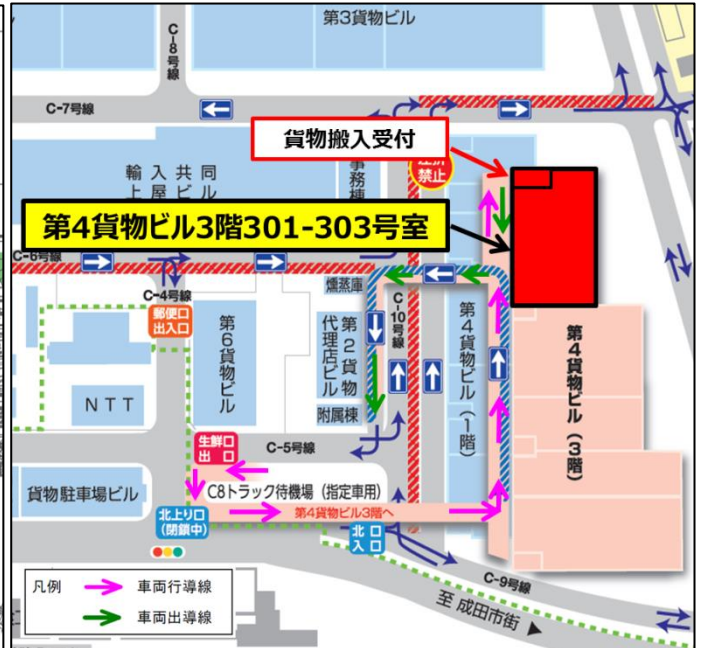 第3貨物ビル
C-8号線
C-7号線
貨物搬入受付
輸入共同
上屋ビル
事務棟
禁止
第4貨物ビル3階301-303号室
C-6号線
C-4号線
郵便口
出入口
燻蒸庫
第6貨物ビル
第2貨物
代理店ビル
附属棟
C-10号線
第4貨物ビル（1階）
第4貨物ビル（3階）
NTT
生鮮口
出口
C-5号線
貨物駐車場ビル
C8トラック待機場（指定車用）
北上り口
（閉鎖中）
第4貨物ビル3階へ
北口
入口
C-9号線
至 成田市街
凡例
車両行導線
車両出導線